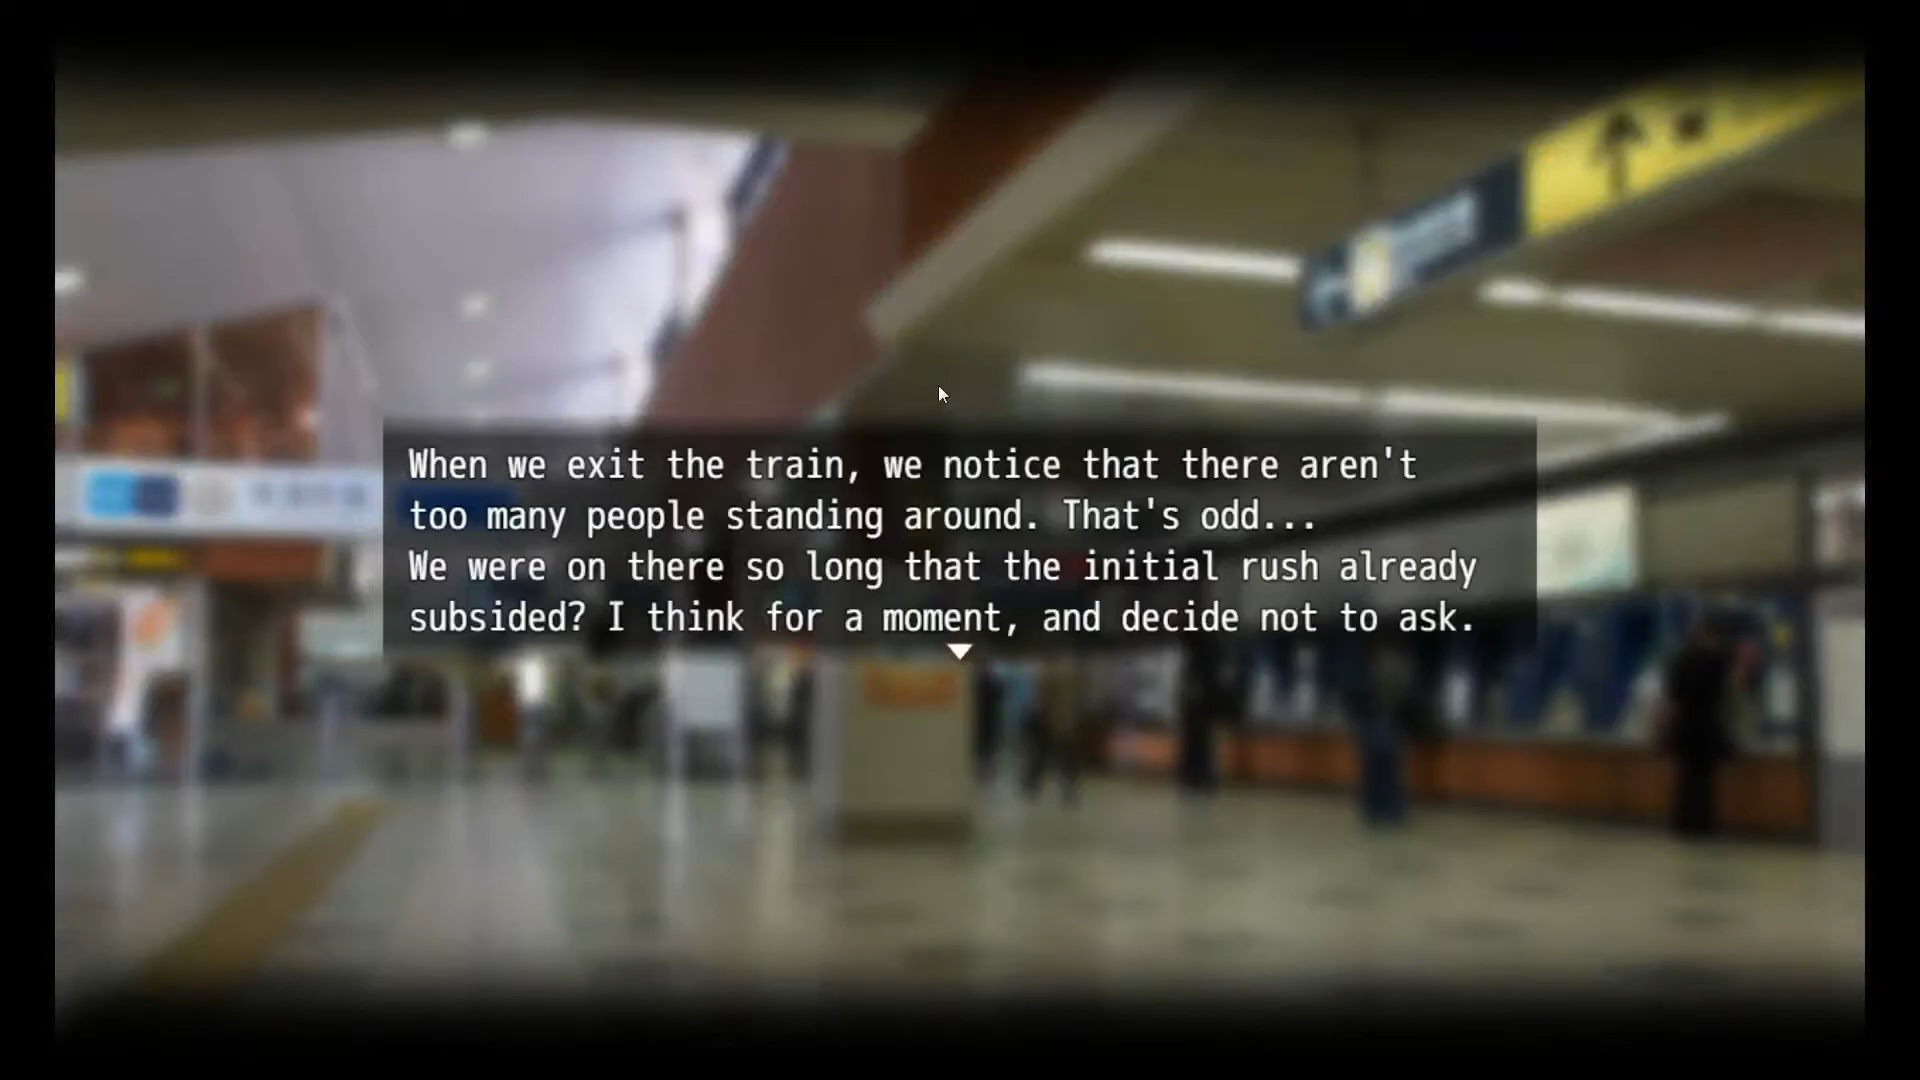 When we exit the train, we notice that there aren't
too many people standing around. That's odd...
We were on there so long that the initial rush already
subsided? I think for a moment, and decide not to ask.